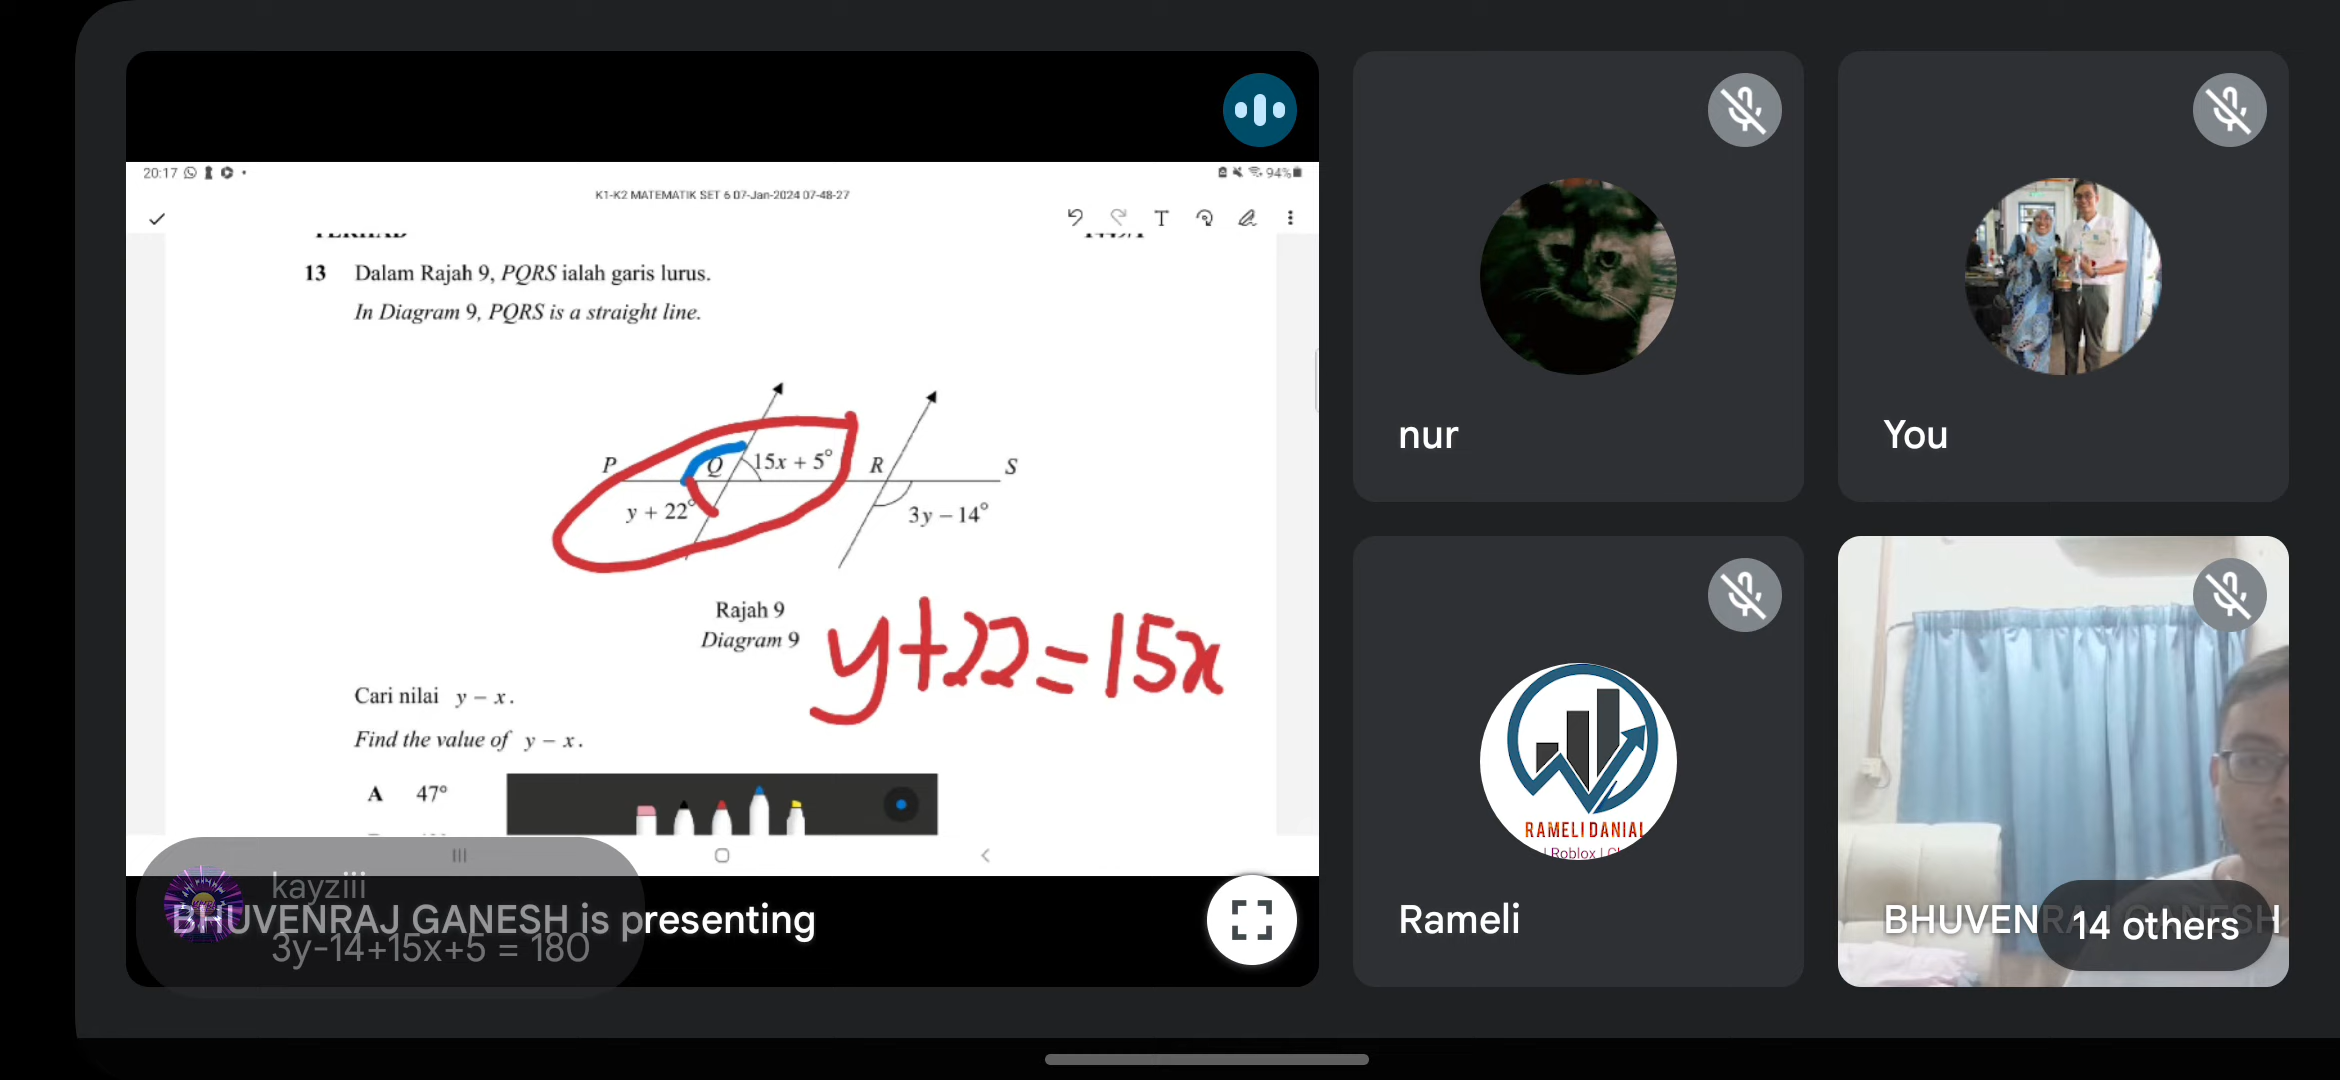 20:17
94%
K1-K2 MATEMATIK SET 6 07-Jan-2024 07-48-27
T
13 Dalam Rajah 9, PQRS ialah garis lurus.
In Diagram 9, PQRS is a straight line.
P Q 15x + 5° R S
y + 22° 3y – 14°
Rajah 9
Diagram 9
y+22=15x
Cari nilai y – x.
Find the value of y – x.
A 47°
kayziii
BHUVENRAJ GANESH is presenting
3y-14+15x+5 = 180
nur
You
RAMELI DANIAL
| Roblox |
Rameli
BHUVENRAJ GANESH
14 others